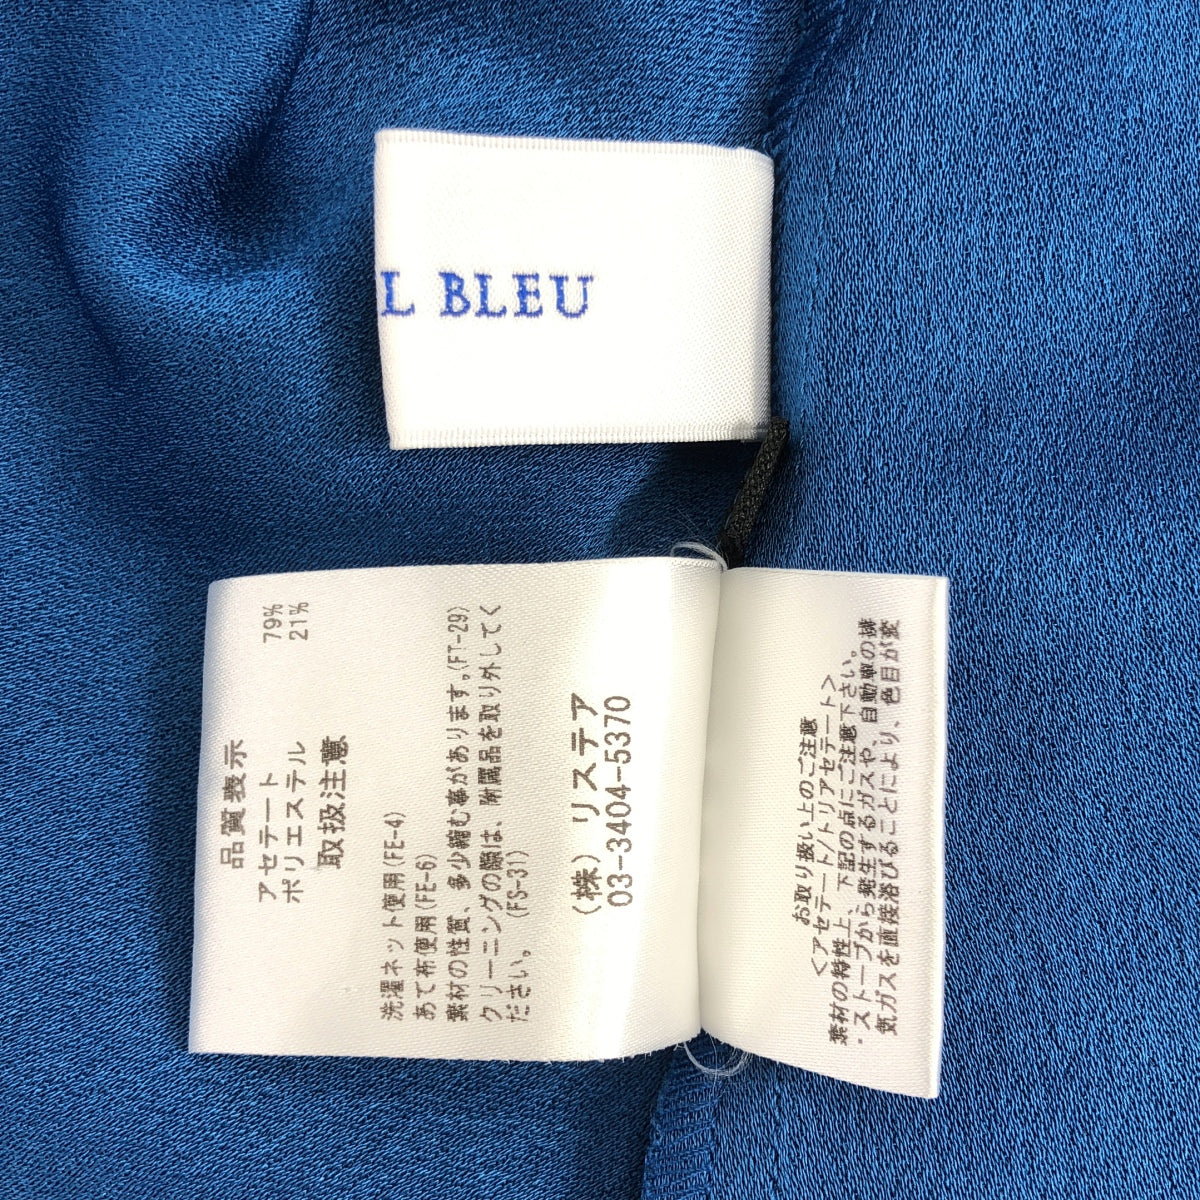 L BLEU
品質表示
アセテート 79%
ポリエステル 21%
取扱注意
洗濯ネット使用(FE-4)
あて布使用(FE-6)
素材の性質、多少縮む事があります。(FT-29)
クリーニングの際は、附属品を取り外してく
ださい。(FS-31)
(株)リステア
03-3404-5370
お取り扱い上のご注意
<アセテート/トリアセテート>
素材の特性上、下記の点にご注意下さい。
*ストーブから発生するガスや、自動車の排
気ガスを直接浴びることにより、色目が変